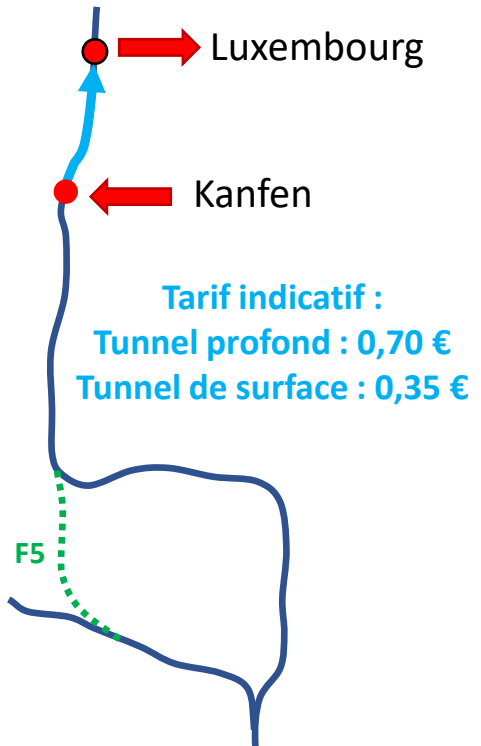 Luxembourg
Kanfen
Tarif indicatif :
Tunnel profond : 0,70 €
Tunnel de surface : 0,35 €
F5